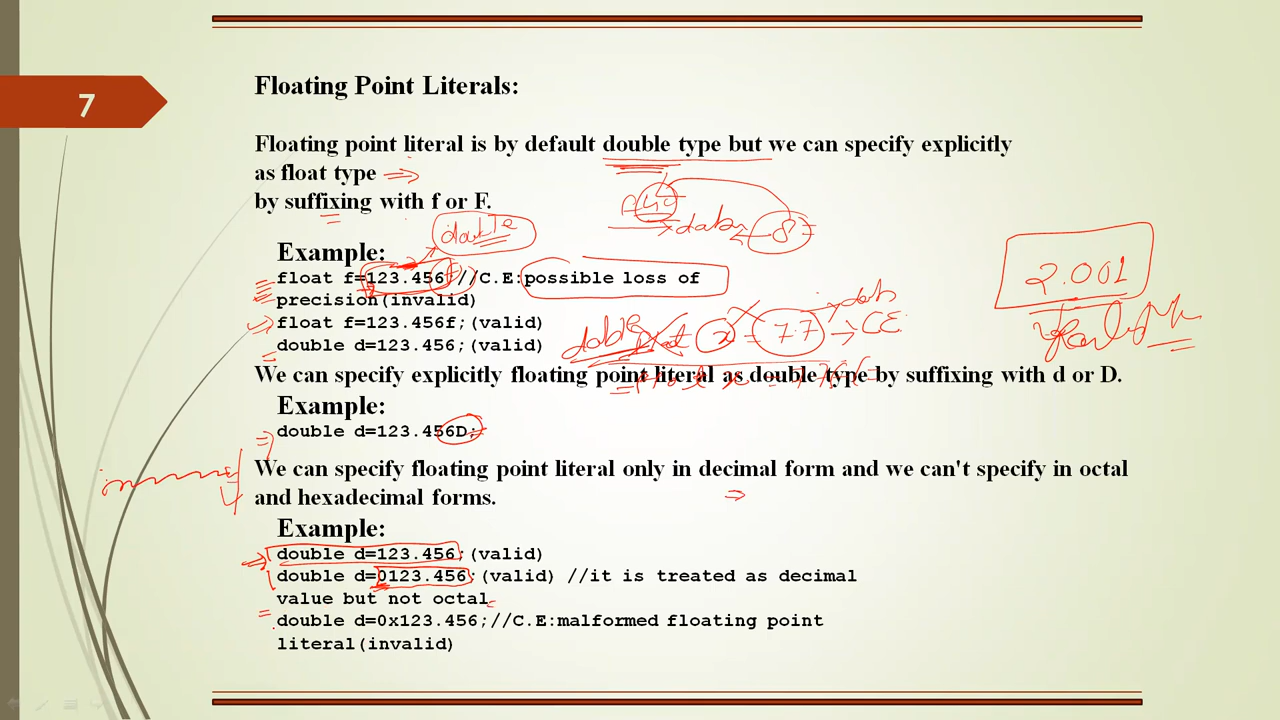 7
Floating Point Literals:
Floating point literal is by default double type but we can specify explicitly
as float type
by suffixing with f or F.
double
Example:
float f=123.456 //C.E:possible loss of
precision(invalid)
float f=123.456f;(valid)
double d=123.456;(valid)
2.001
double
7.7
CE
We can specify explicitly floating point literal as double type by suffixing with d or D.
Example:
double d=123.456D;
We can specify floating point literal only in decimal form and we can't specify in octal
and hexadecimal forms.
Example:
double d=123.456;(valid)
double d=0123.456;(valid) //it is treated as decimal
value but not octal
double d=0x123.456;//C.E:malformed floating point
literal(invalid)